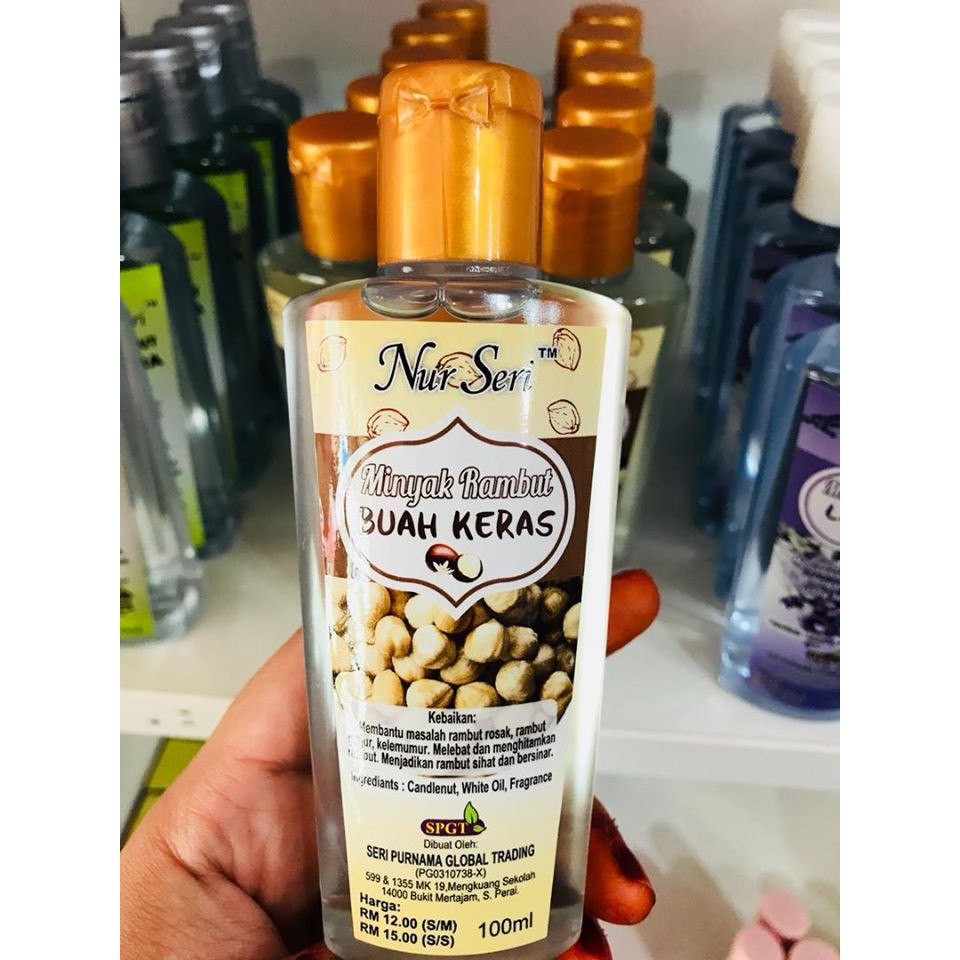 Nur Seri™
Minyak Rambut
BUAH KERAS
Kebaikan:
Membantu masalah rambut rosak, rambut
kelemumur. Melebat dan menghitamkan
Menjadikan rambut sihat dan bersinar.
Ingrediants : Candlenut, White Oil, Fragrance
SPGT
Dibuat Oleh:
SERI PURNAMA GLOBAL TRADING
(PG0310738-X)
599 & 1355 MK 19,Mengkuang Sekolah
14000 Bukit Mertajam, S. Perai.
Harga:
RM 12.00 (S/M)
RM 15.00 (S/S)
100ml